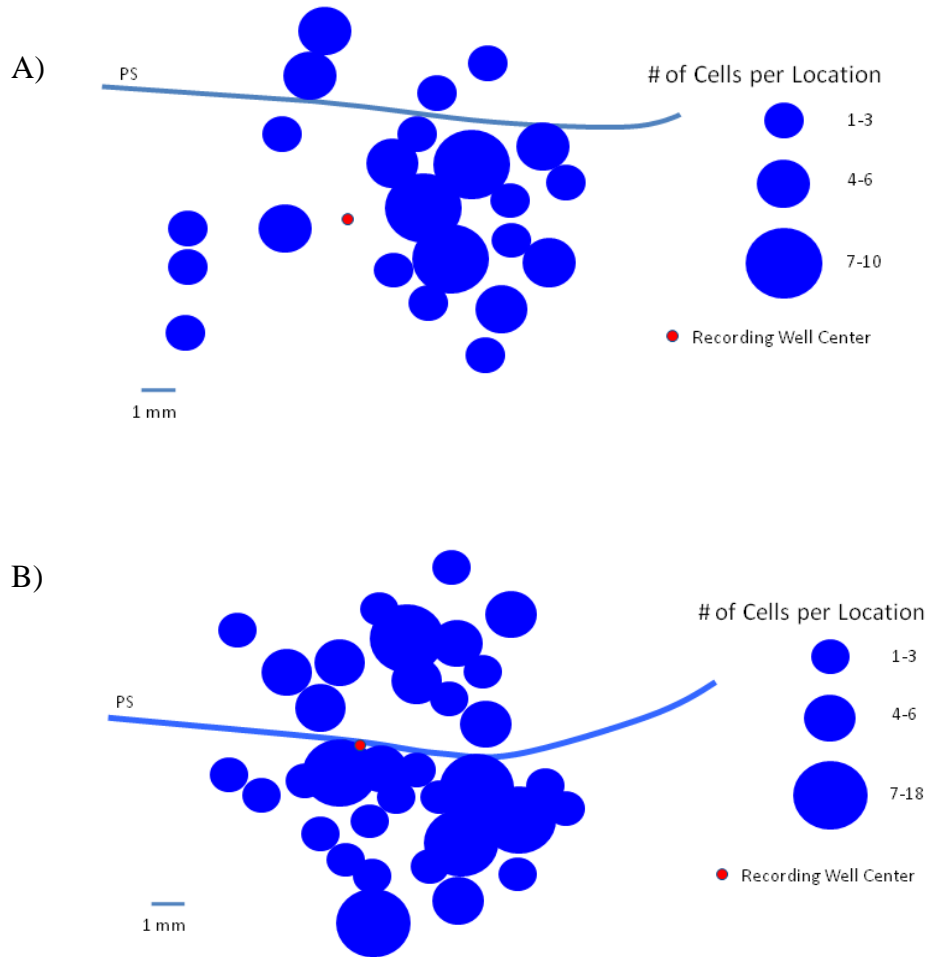 A)
PS
# of Cells per Location
1-3
4-6
7-10
Recording Well Center
1 mm
B)
# of Cells per Location
1-3
PS
4-6
7-18
Recording Well Center
1 mm